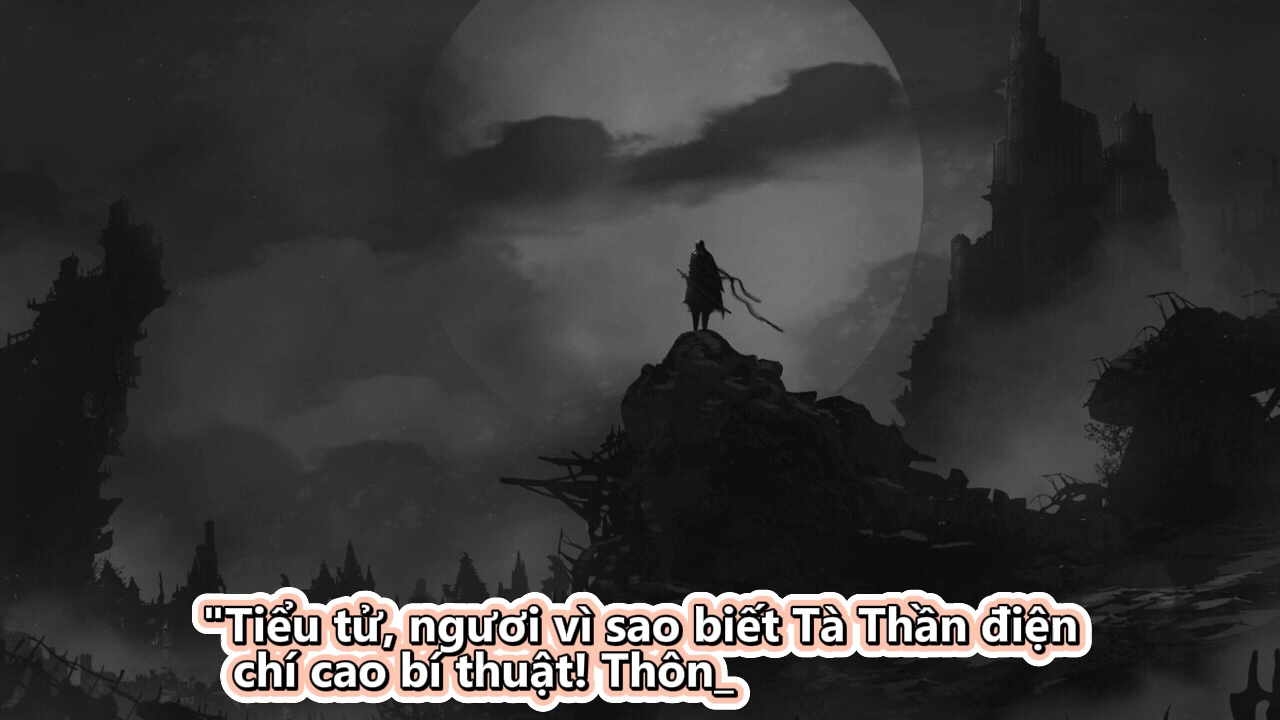 "Tiểu tử, ngươi vì sao biết Tà Thần điện
chí cao bí thuật! Thôn_